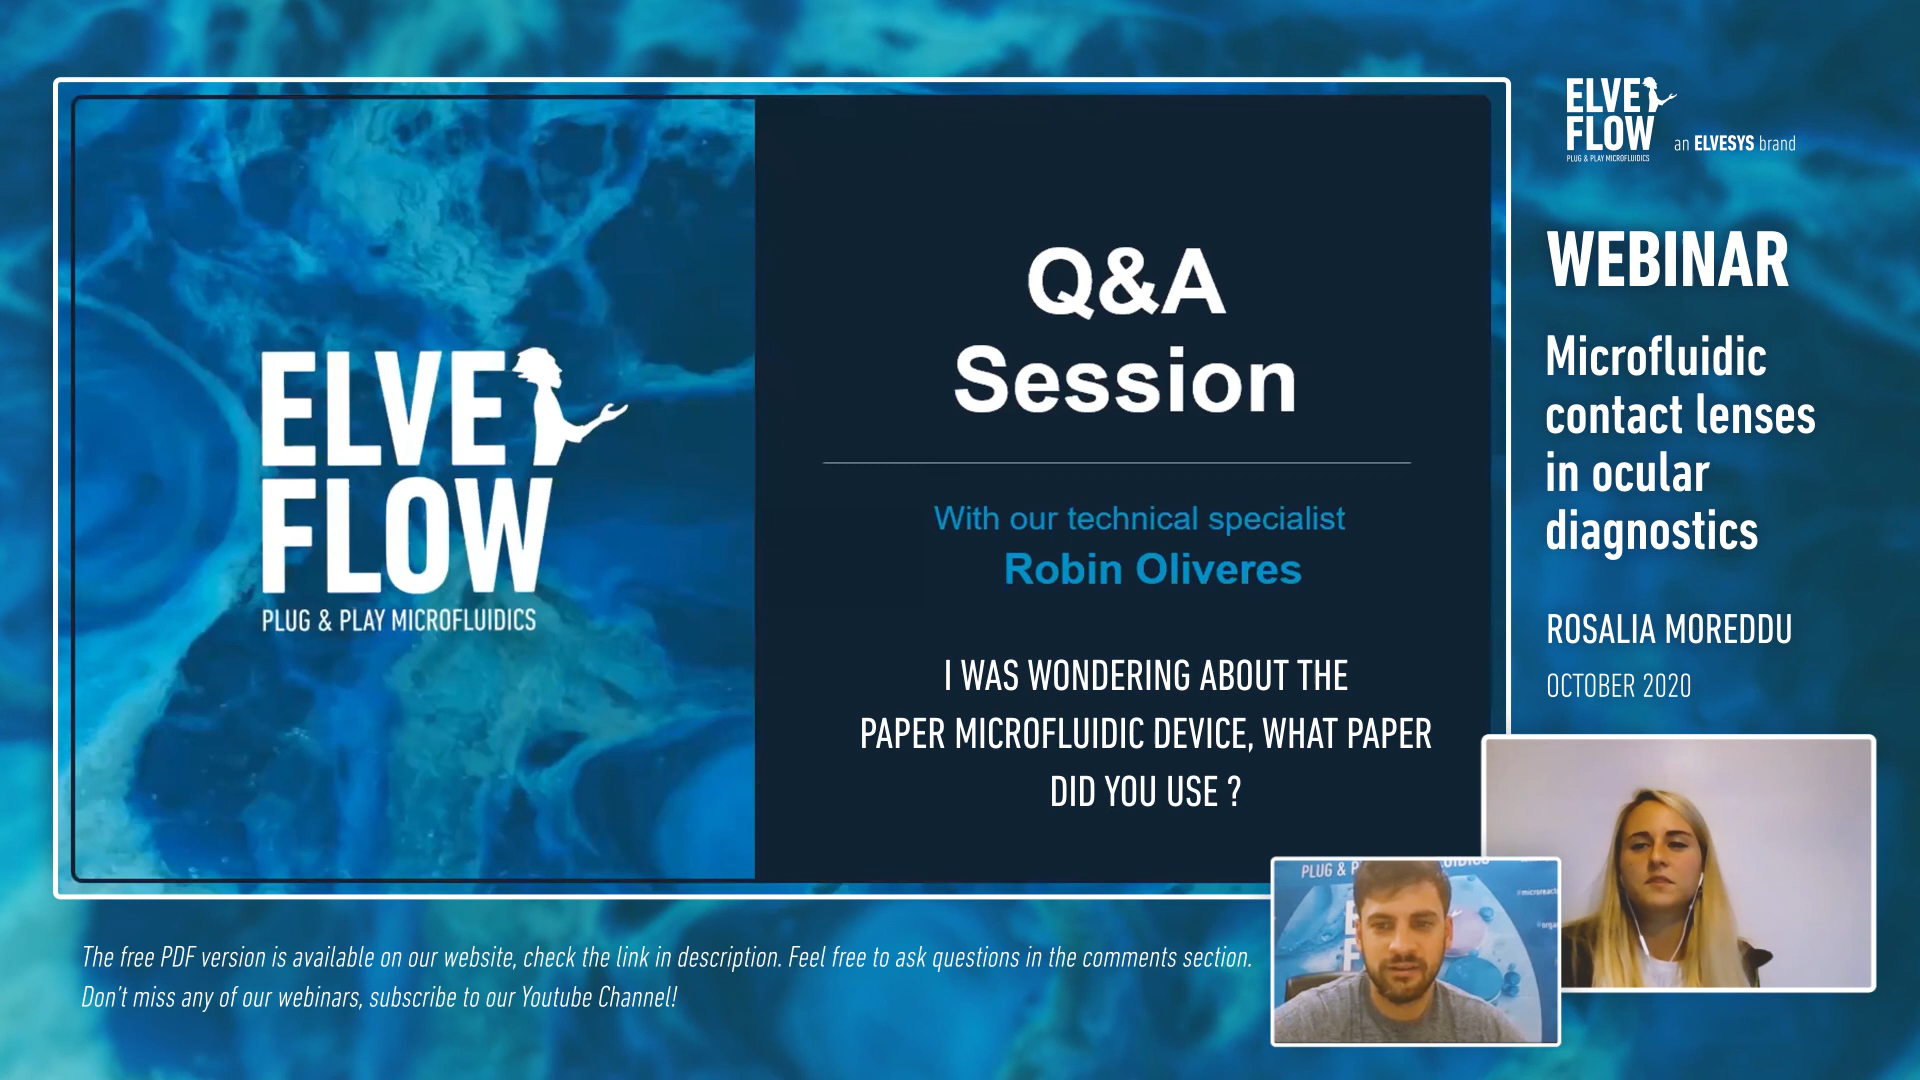 ELVE
FLOW
PLUG & PLAY MICROFLUIDICS
Q&A
Session
With our technical specialist
Robin Oliveres
I WAS WONDERING ABOUT THE
PAPER MICROFLUIDIC DEVICE, WHAT PAPER
DID YOU USE ?
ELVE
FLOW
PLUG & PLAY MICROFLUIDICS
an ELVESYS brand
WEBINAR
Microfluidic
contact lenses
in ocular
diagnostics
ROSALIA MOREDDU
OCTOBER 2020
PLUG & P
The free PDF version is available on our website, check the link in description. Feel free to ask questions in the comments section.
Don't miss any of our webinars, subscribe to our Youtube Channel!